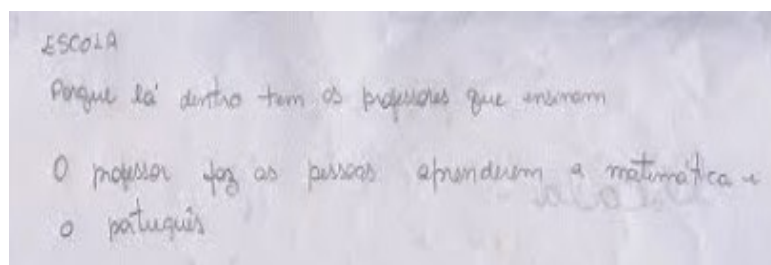 ESCOLA
Porque lá dentro tem os professores que ensinam
O professor faz as pessoas aprenderem a matemática e
o português